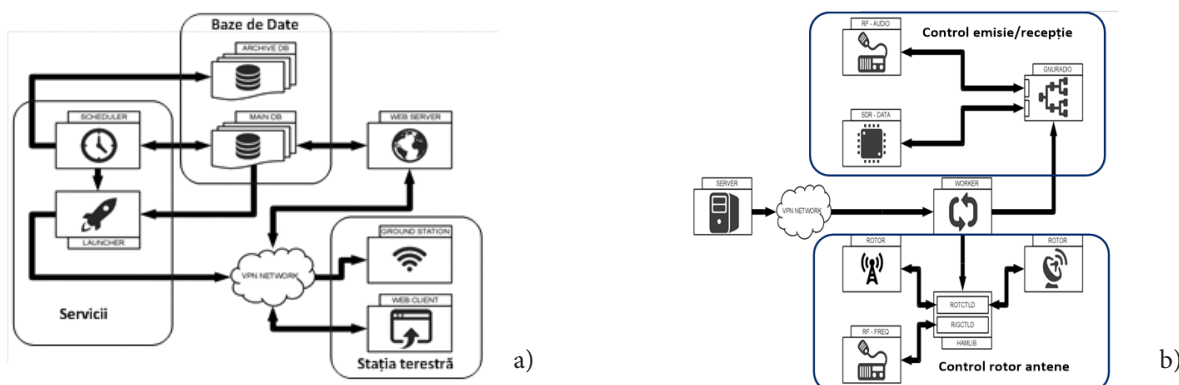 Baze de Date
ARCHIVE DB
SCHEDULER
MAIN DB
WEB SERVER
LAUNCHER
GROUND STATION
VPN NETWORK
WEB CLIENT
Servicii
Stația terestră
a)
RF - AUDIO
Control emisie/recepție
GNURADIO
SDR - DATA
SERVER
WORKER
VPN NETWORK
ROTOR
ROTOR
ROTCTLD
RIGCTLD
RF - FREQ
HAMLIB
Control rotor antene
b)